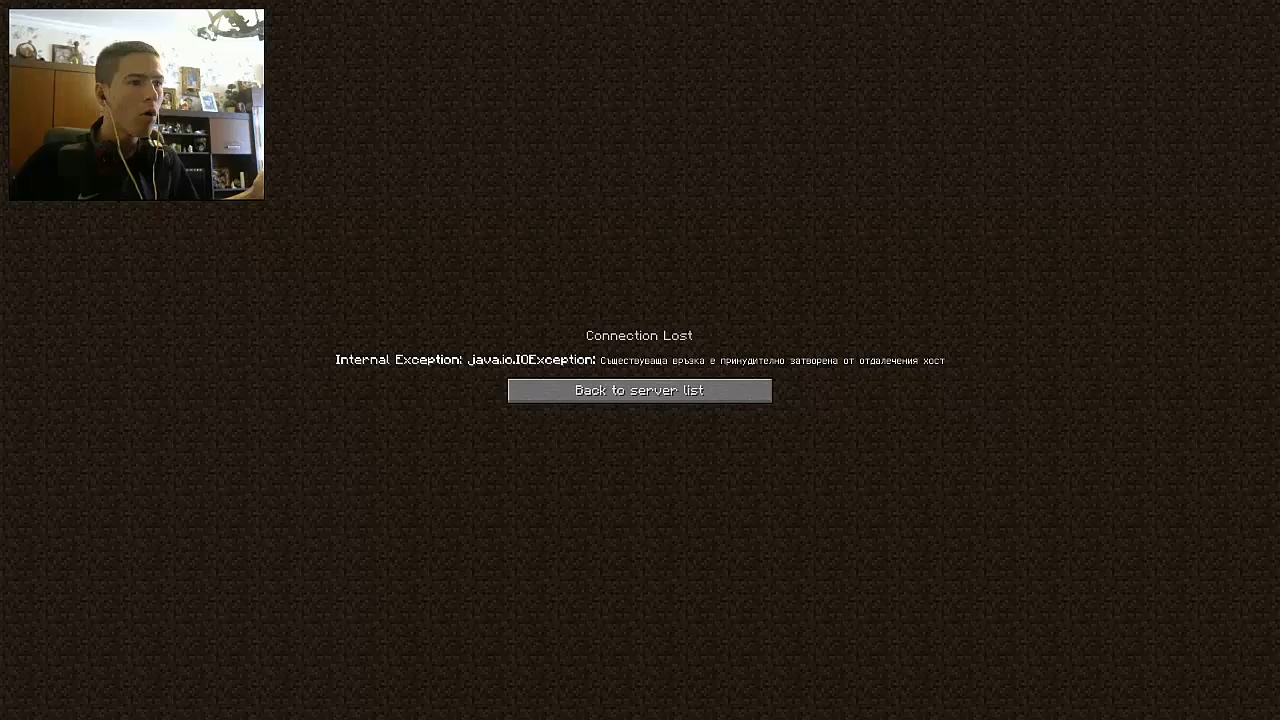 Connection Lost
Internal Exception: java.io.IOException: Съществуваща връзка е принудително затворена от отдалечения хост
Back to server list